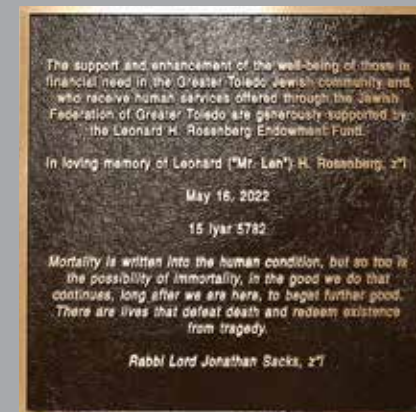 The support and enhancement of the well-being of those in
financial need in the Greater Toledo Jewish community and
who receive human services offered through the Jewish
Federation of Greater Toledo are generously supported by
the Leonard H. Rosenberg Endowment Fund.
In loving memory of Leonard ("Mr. Len") H. Rosenberg, z"l
May 16, 2022
15 Iyar 5782
Mortality is written into the human condition, but so too is
the possibility of immortality, in the good we do that
continues, long after we are here, to beget further good.
There are lives that defeat death and redeem existence
from tragedy.
Rabbi Lord Jonathan Sacks, z"l